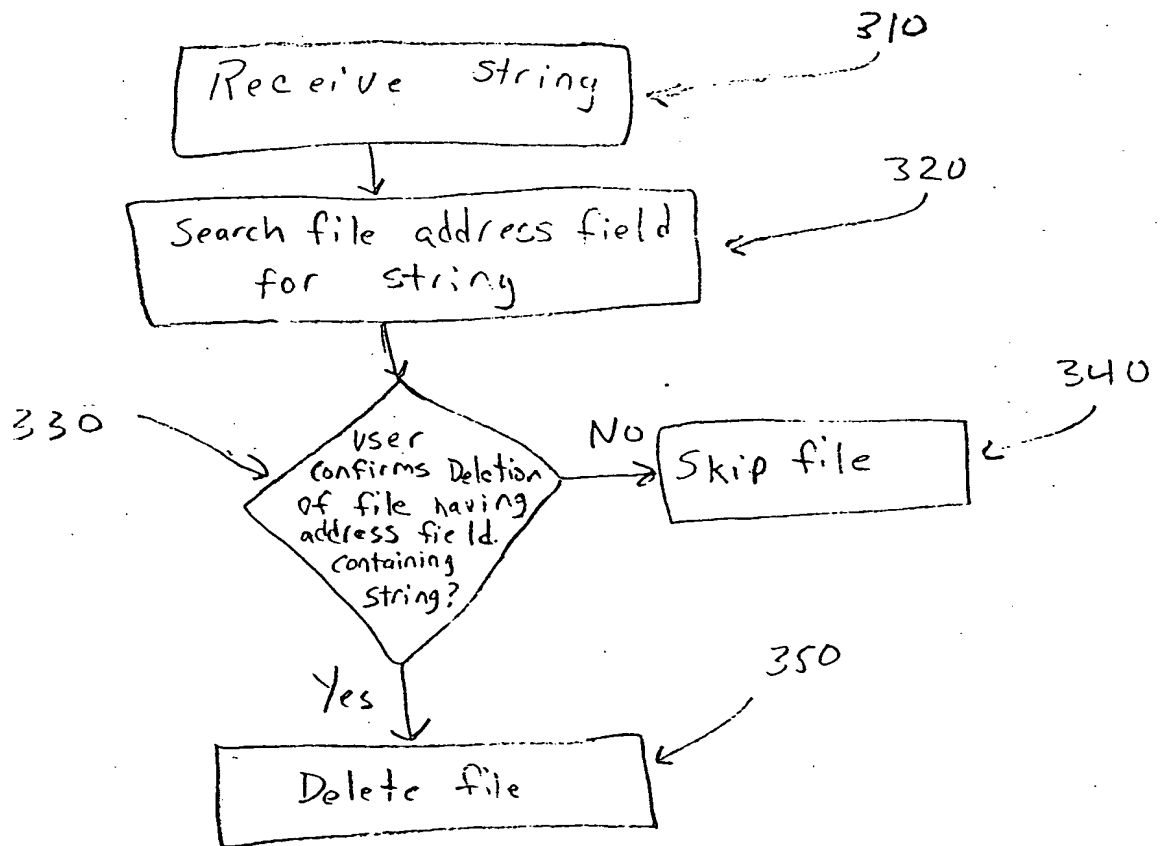 310
Receive String
320
Search file address field
for string
340
330
User
confirms Deletion
of file having
address field.
containing
string?
No
Skip file
350
Yes
Delete file